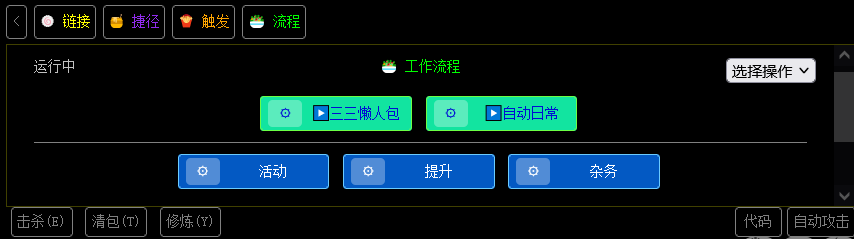 链接 捷径 触发 流程
运行中 工作流程 选择操作
三三懒人包 自动日常
活动 提升 杂务
击杀(E) 清包(T) 修炼(Y) 代码 自动攻击